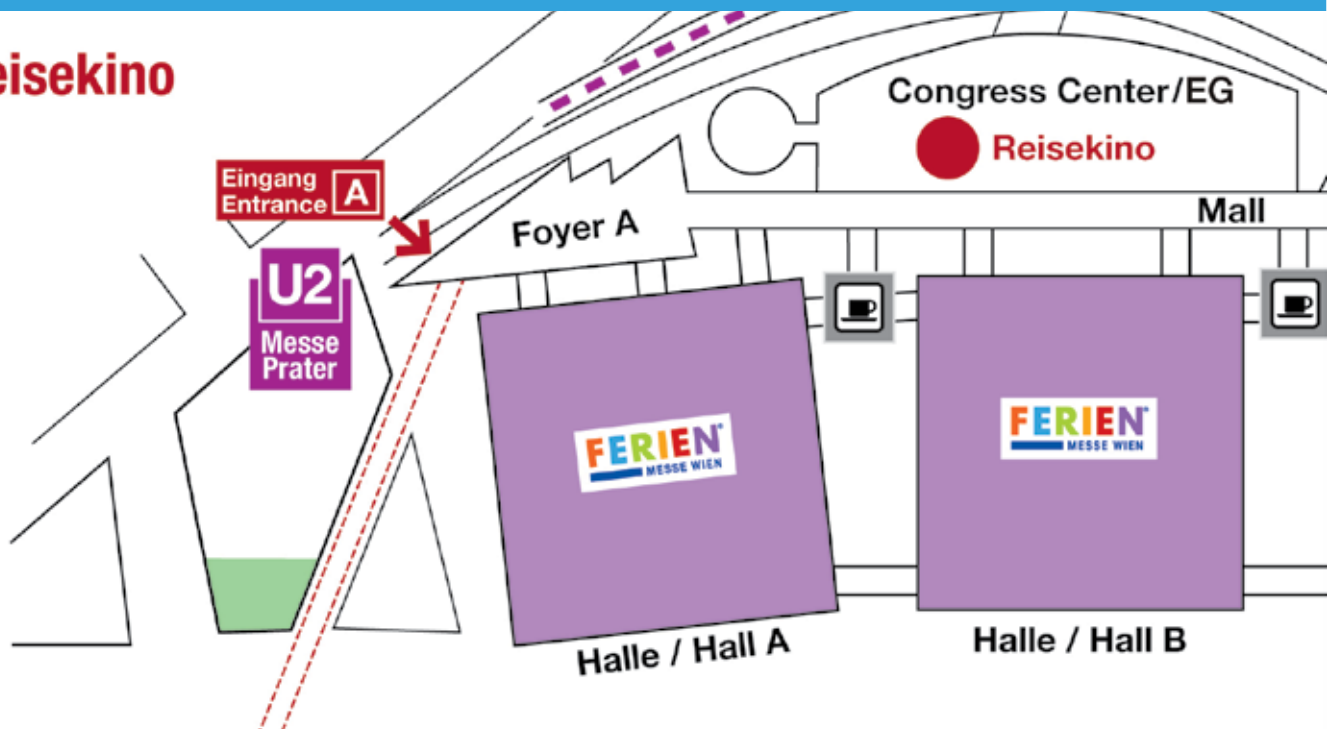 eisekino
Congress Center/EG
Reisekino
Eingang
Entrance A
Foyer A
Mall
U2
Messe
Prater
FERIEN
MESSE WIEN
FERIEN
MESSE WIEN
Halle / Hall A
Halle / Hall B